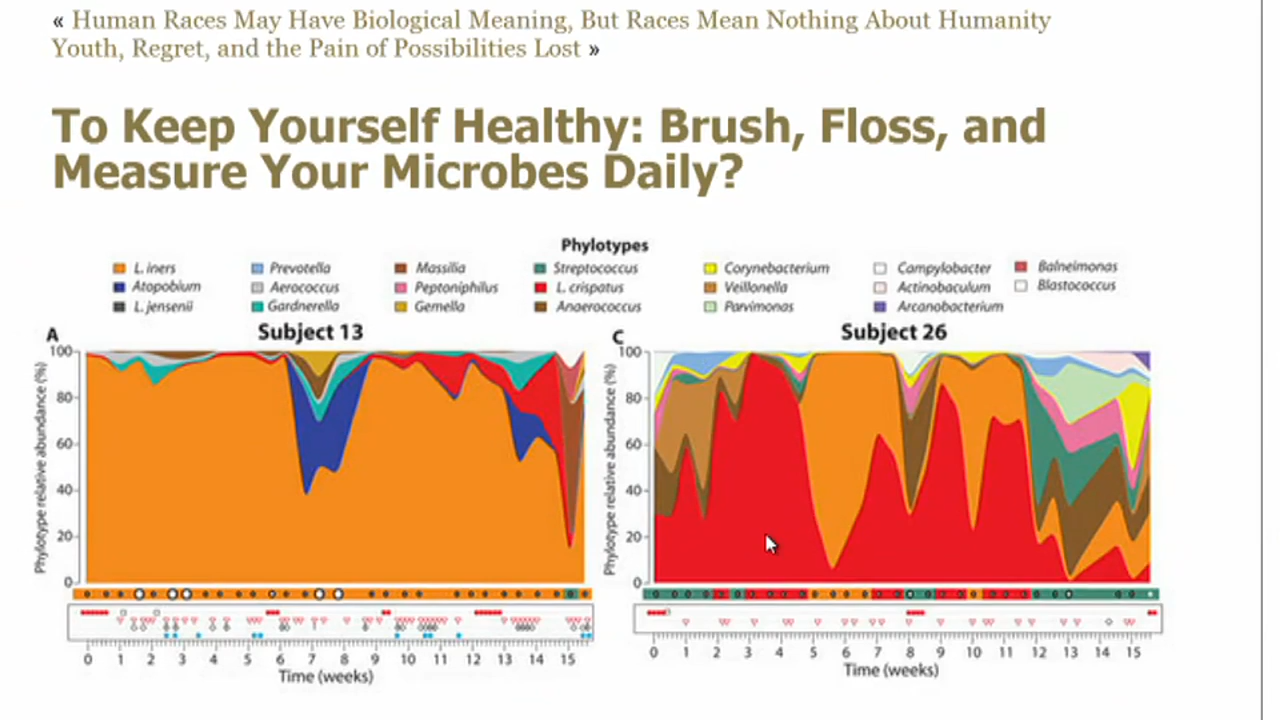 « Human Races May Have Biological Meaning, But Races Mean Nothing About Humanity
Youth, Regret, and the Pain of Possibilities Lost »
To Keep Yourself Healthy: Brush, Floss, and
Measure Your Microbes Daily?
Phylotypes
L. iners Prevotella Massilia Streptococcus Corynebacterium Campylobacter Balneimonas
Atopobium Aerococcus Peptoniphilus L. crispatus Veillonella Actinobaculum Blastococcus
L. jensenii Gardnerella Gemella Anaerococcus Parvimonas Arcanobacterium
A Subject 13
100
80
60
40
20
0
Phylotype relative abundance (%)
0 1 2 3 4 5 6 7 8 9 10 11 12 13 14 15
Time (weeks)
C Subject 26
100
80
60
40
20
0
Phylotype relative abundance (%)
0 1 2 3 4 5 6 7 8 9 10 11 12 13 14 15
Time (weeks)